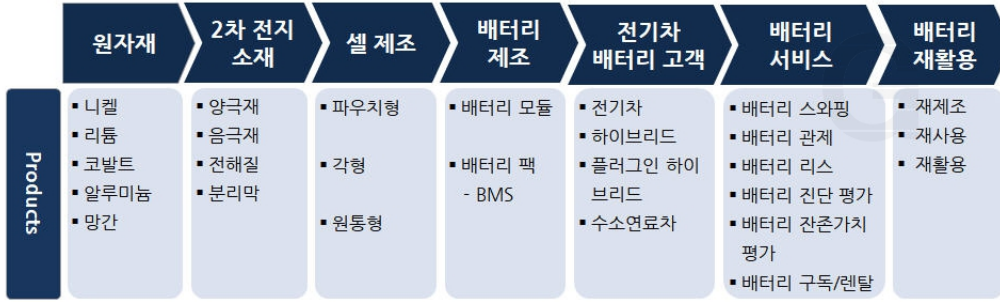 원자재
2차 전지
소재
셀 제조
배터리
제조
전기차
배터리 고객
배터리
서비스
배터리
재활용
Products
▪ 니켈
▪ 리튬
▪ 코발트
▪ 알루미늄
▪ 망간
▪ 양극재
▪ 음극재
▪ 전해질
▪ 분리막
▪ 파우치형
▪ 각형
▪ 원통형
▪ 배터리 모듈
▪ 배터리 팩
- BMS
▪ 전기차
▪ 하이브리드
▪ 플러그인 하이
브리드
▪ 수소연료차
▪ 배터리 스와핑
▪ 배터리 관제
▪ 배터리 리스
▪ 배터리 진단 평가
▪ 배터리 잔존가치
평가
▪ 배터리 구독/렌탈
▪ 재제조
▪ 재사용
▪ 재활용